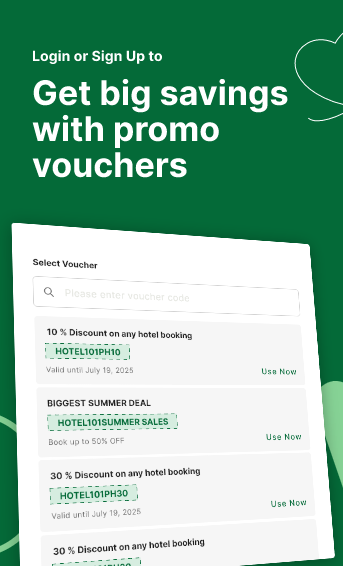 Login or Sign Up to
Get big savings
with promo
vouchers
Select Voucher
Please enter voucher code
10 % Discount on any hotel booking
HOTEL101PH10
Valid until July 19, 2025
Use Now
BIGGEST SUMMER DEAL
HOTEL101SUMMER SALES
Book up to 50% OFF
Use Now
30 % Discount on any hotel booking
HOTEL101PH30
Valid until July 19, 2025
Use Now
30 % Discount on any hotel booking